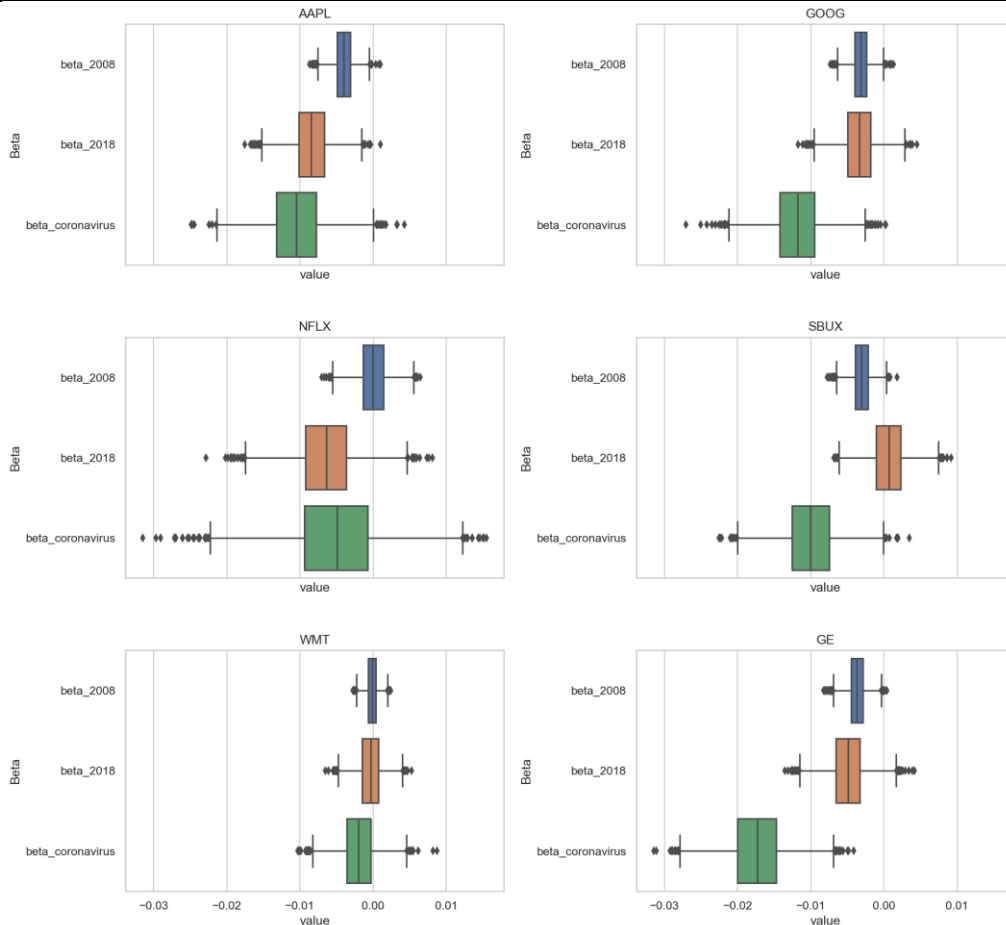 AAPL
Beta
beta_2008
beta_2018
beta_coronavirus
value
GOOG
Beta
beta_2008
beta_2018
beta_coronavirus
value
NFLX
Beta
beta_2008
beta_2018
beta_coronavirus
value
SBUX
Beta
beta_2008
beta_2018
beta_coronavirus
value
WMT
Beta
beta_2008
beta_2018
beta_coronavirus
−0.03 −0.02 −0.01 0.00 0.01
value
GE
Beta
beta_2008
beta_2018
beta_coronavirus
−0.03 −0.02 −0.01 0.00 0.01
value